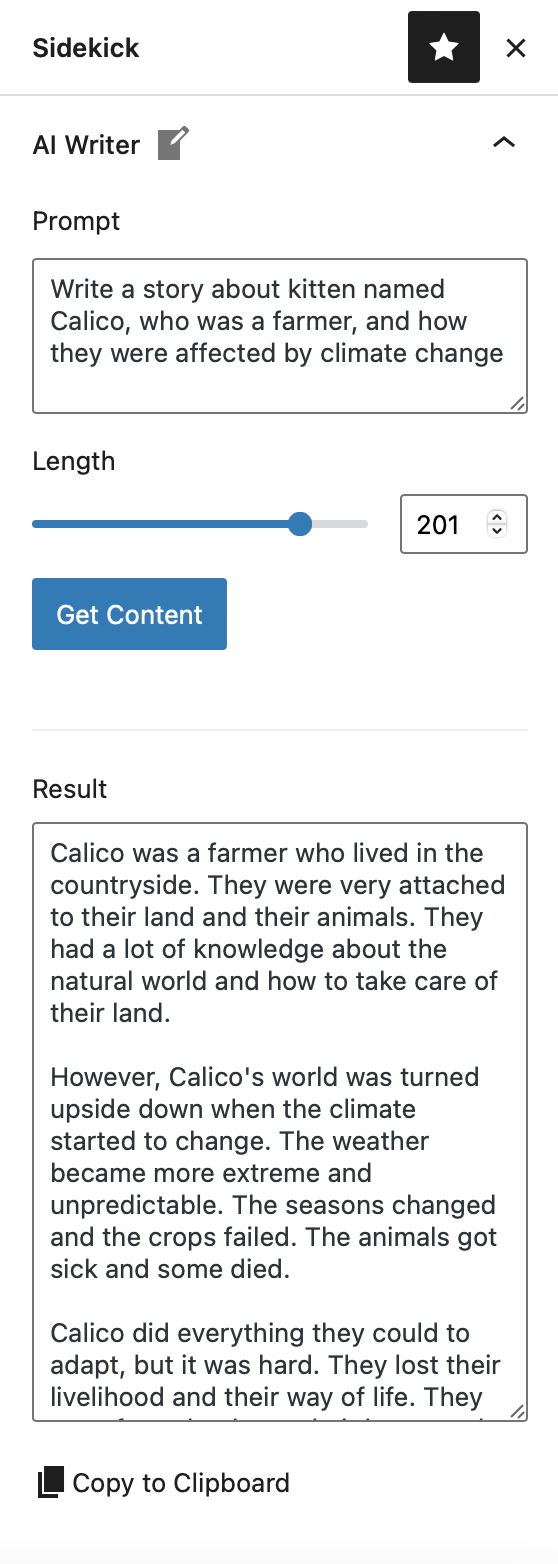 Sidekick
AI Writer
Prompt
Write a story about kitten named
Calico, who was a farmer, and how
they were affected by climate change
Length
201
Get Content
Result
Calico was a farmer who lived in the
countryside. They were very attached
to their land and their animals. They
had a lot of knowledge about the
natural world and how to take care of
their land.
However, Calico's world was turned
upside down when the climate
started to change. The weather
became more extreme and
unpredictable. The seasons changed
and the crops failed. The animals got
sick and some died.
Calico did everything they could to
adapt, but it was hard. They lost their
livelihood and their way of life. They
Copy to Clipboard